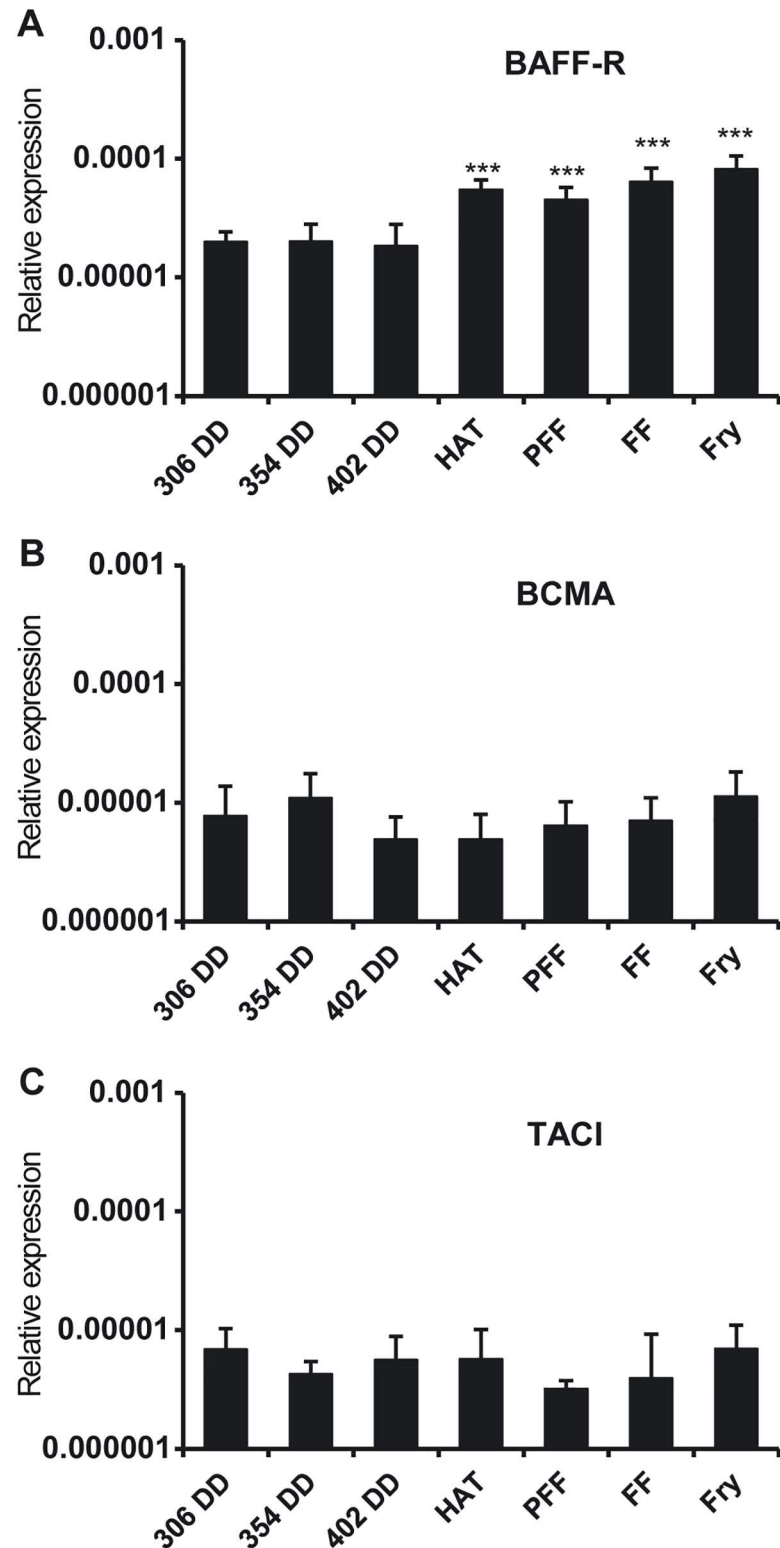 A
BAFF-R
Relative expression
0.001
0.0001
0.00001
0.000001
*** *** *** ***
306 DD 354 DD 402 DD HAT PFF FF Fry
B
BCMA
Relative expression
0.001
0.0001
0.00001
0.000001
306 DD 354 DD 402 DD HAT PFF FF Fry
C
TACI
Relative expression
0.001
0.0001
0.00001
0.000001
306 DD 354 DD 402 DD HAT PFF FF Fry